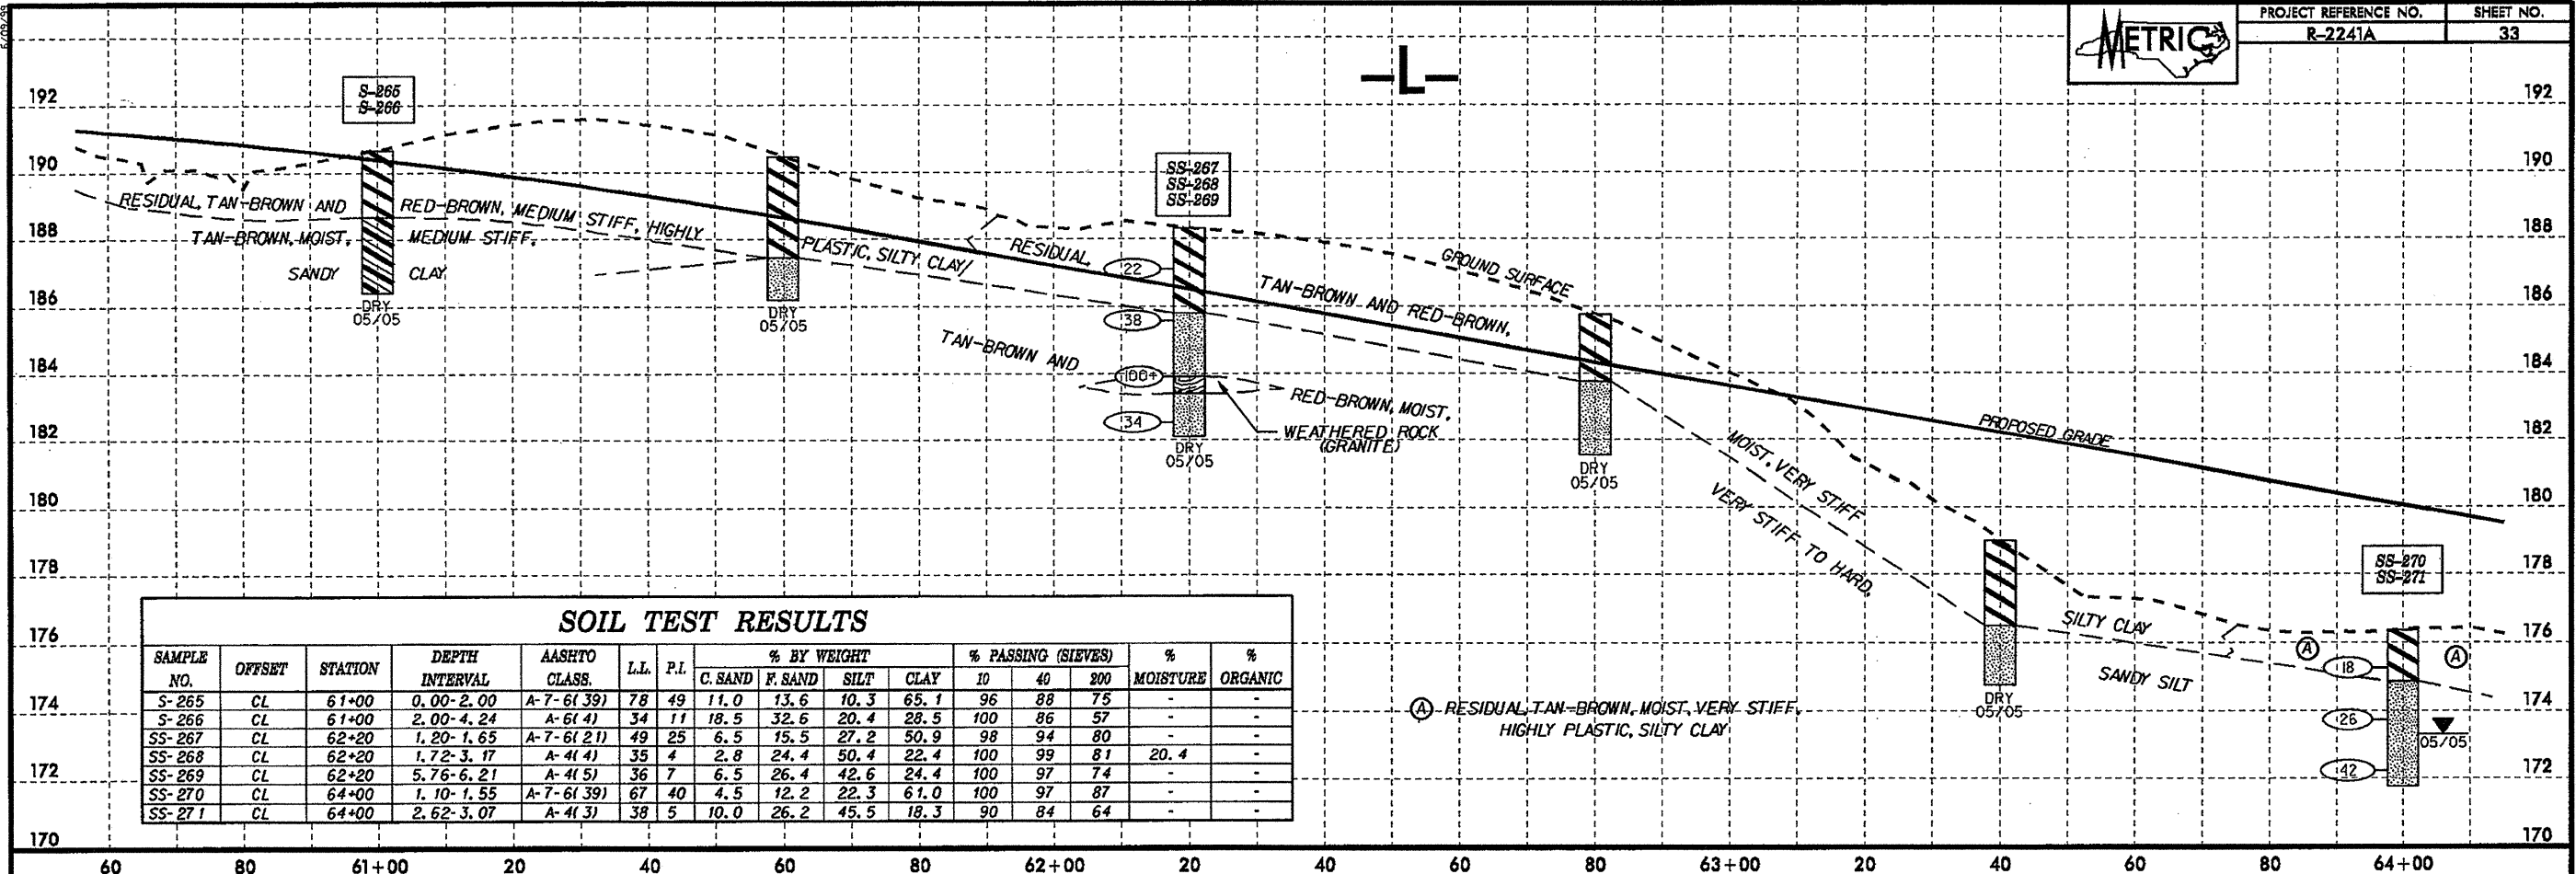 6/09/99
METRIC
PROJECT REFERENCE NO.
SHEET NO.
R-2241A
33
-L-
192
192
190
190
188
188
186
186
184
184
182
182
180
180
178
178
176
176
174
174
172
172
170
170
S-265
S-266
SS-267
SS-268
SS-269
SS-270
SS-271
RESIDUAL, TAN-BROWN AND
RED-BROWN, MEDIUM STIFF, HIGHLY
PLASTIC, SILTY CLAY
TAN-BROWN, MOIST,
MEDIUM STIFF,
SANDY
CLAY
DRY
05/05
DRY
05/05
RESIDUAL,
TAN-BROWN AND RED-BROWN,
GROUND SURFACE
22
38
100+
34
TAN-BROWN AND
RED-BROWN, MOIST,
WEATHERED ROCK
(GRANITE)
DRY
05/05
DRY
05/05
PROPOSED GRADE
MOIST, VERY STIFF
VERY STIFF TO HARD,
SILTY CLAY
SANDY SILT
DRY
05/05
A
A
18
26
42
05/05
A RESIDUAL, TAN-BROWN, MOIST, VERY STIFF,
HIGHLY PLASTIC, SILTY CLAY
SOIL TEST RESULTS
SAMPLE NO. OFFSET STATION DEPTH INTERVAL AASHTO CLASS. L.L. P.I. % BY WEIGHT C. SAND F. SAND SILT CLAY % PASSING (SIEVES) 10 40 200 % MOISTURE % ORGANIC
S-265 CL 61+00 0.00-2.00 A-7-6(39) 78 49 11.0 13.6 10.3 65.1 96 88 75 - -
S-266 CL 61+00 2.00-4.24 A-6(4) 34 11 18.5 32.6 20.4 28.5 100 86 57 - -
SS-267 CL 62+20 1.20-1.65 A-7-6(21) 49 25 6.5 15.5 27.2 50.9 98 94 80 - -
SS-268 CL 62+20 1.72-3.17 A-4(4) 35 4 2.8 24.4 50.4 22.4 100 99 81 20.4 -
SS-269 CL 62+20 5.76-6.21 A-4(5) 36 7 6.5 26.4 42.6 24.4 100 97 74 - -
SS-270 CL 64+00 1.10-1.55 A-7-6(39) 67 40 4.5 12.2 22.3 61.0 100 97 87 - -
SS-271 CL 64+00 2.62-3.07 A-4(3) 38 5 10.0 26.2 45.5 18.3 90 84 64 - -
60 80 61+00 20 40 60 80 62+00 20 40 60 80 63+00 20 40 60 80 64+00